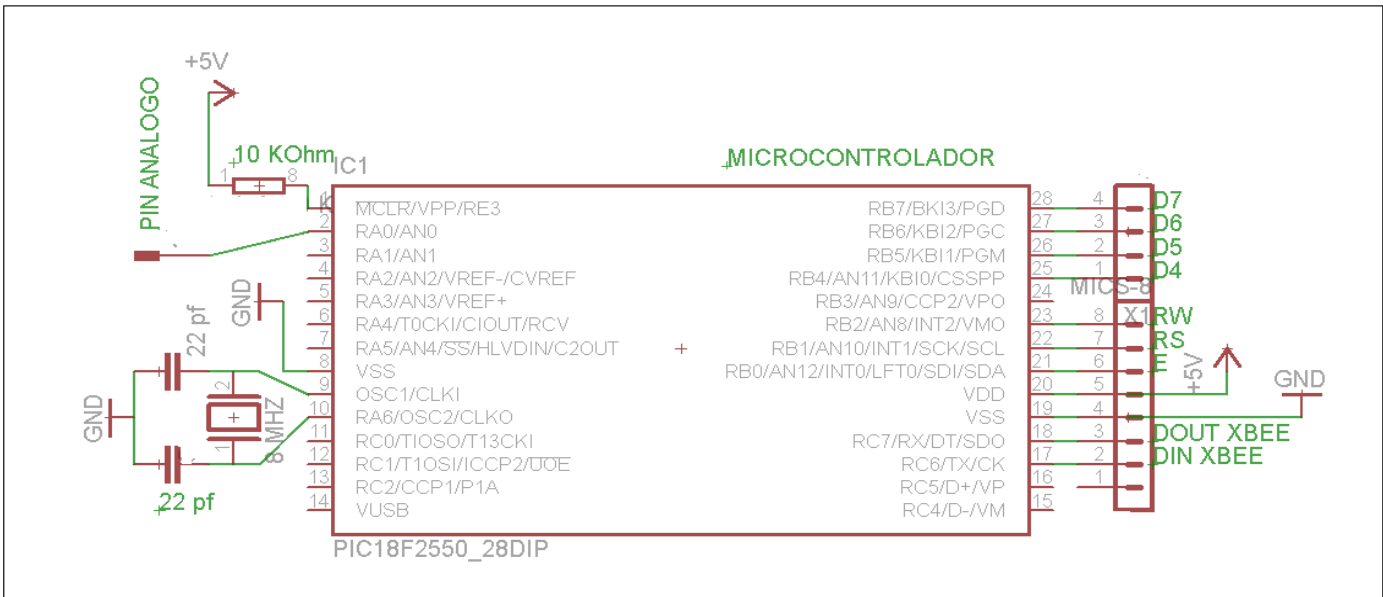 +5V
PIN ANALOGO
10 KOhm
1
8
IC1
MICROCONTROLADOR
1
MCLR/VPP/RE3
2
RA0/AN0
3
RA1/AN1
4
RA2/AN2/VREF-/CVREF
5
RA3/AN3/VREF+
6
RA4/T0CKI/CIOUT/RCV
7
RA5/AN4/SS/HLVDIN/C2OUT
8
VSS
9
OSC1/CLKI
10
RA6/OSC2/CLKO
11
RC0/TIOSO/T13CKI
12
RC1/T1OSI/ICCP2/UOE
13
RC2/CCP1/P1A
14
VUSB
GND
22 pf
GND
2
1
8 MHZ
22 pf
PIC18F2550_28DIP
RB7/BKI3/PGD 28 4 D7
RB6/KBI2/PGC 27 3 D6
RB5/KBI1/PGM 26 2 D5
RB4/AN11/KBI0/CSSPP 25 1 D4
MICS-8
RB3/AN9/CCP2/VPO 24
X1
RB2/AN8/INT2/VMO 23 8 RW
RB1/AN10/INT1/SCK/SCL 22 7 RS
RB0/AN12/INT0/LFT0/SDI/SDA 21 6 E
VDD 20 5
+5V
GND
VSS 19 4
RC7/RX/DT/SDO 18 3 DOUT XBEE
RC6/TX/CK 17 2 DIN XBEE
RC5/D+/VP 16 1
RC4/D-/VM 15